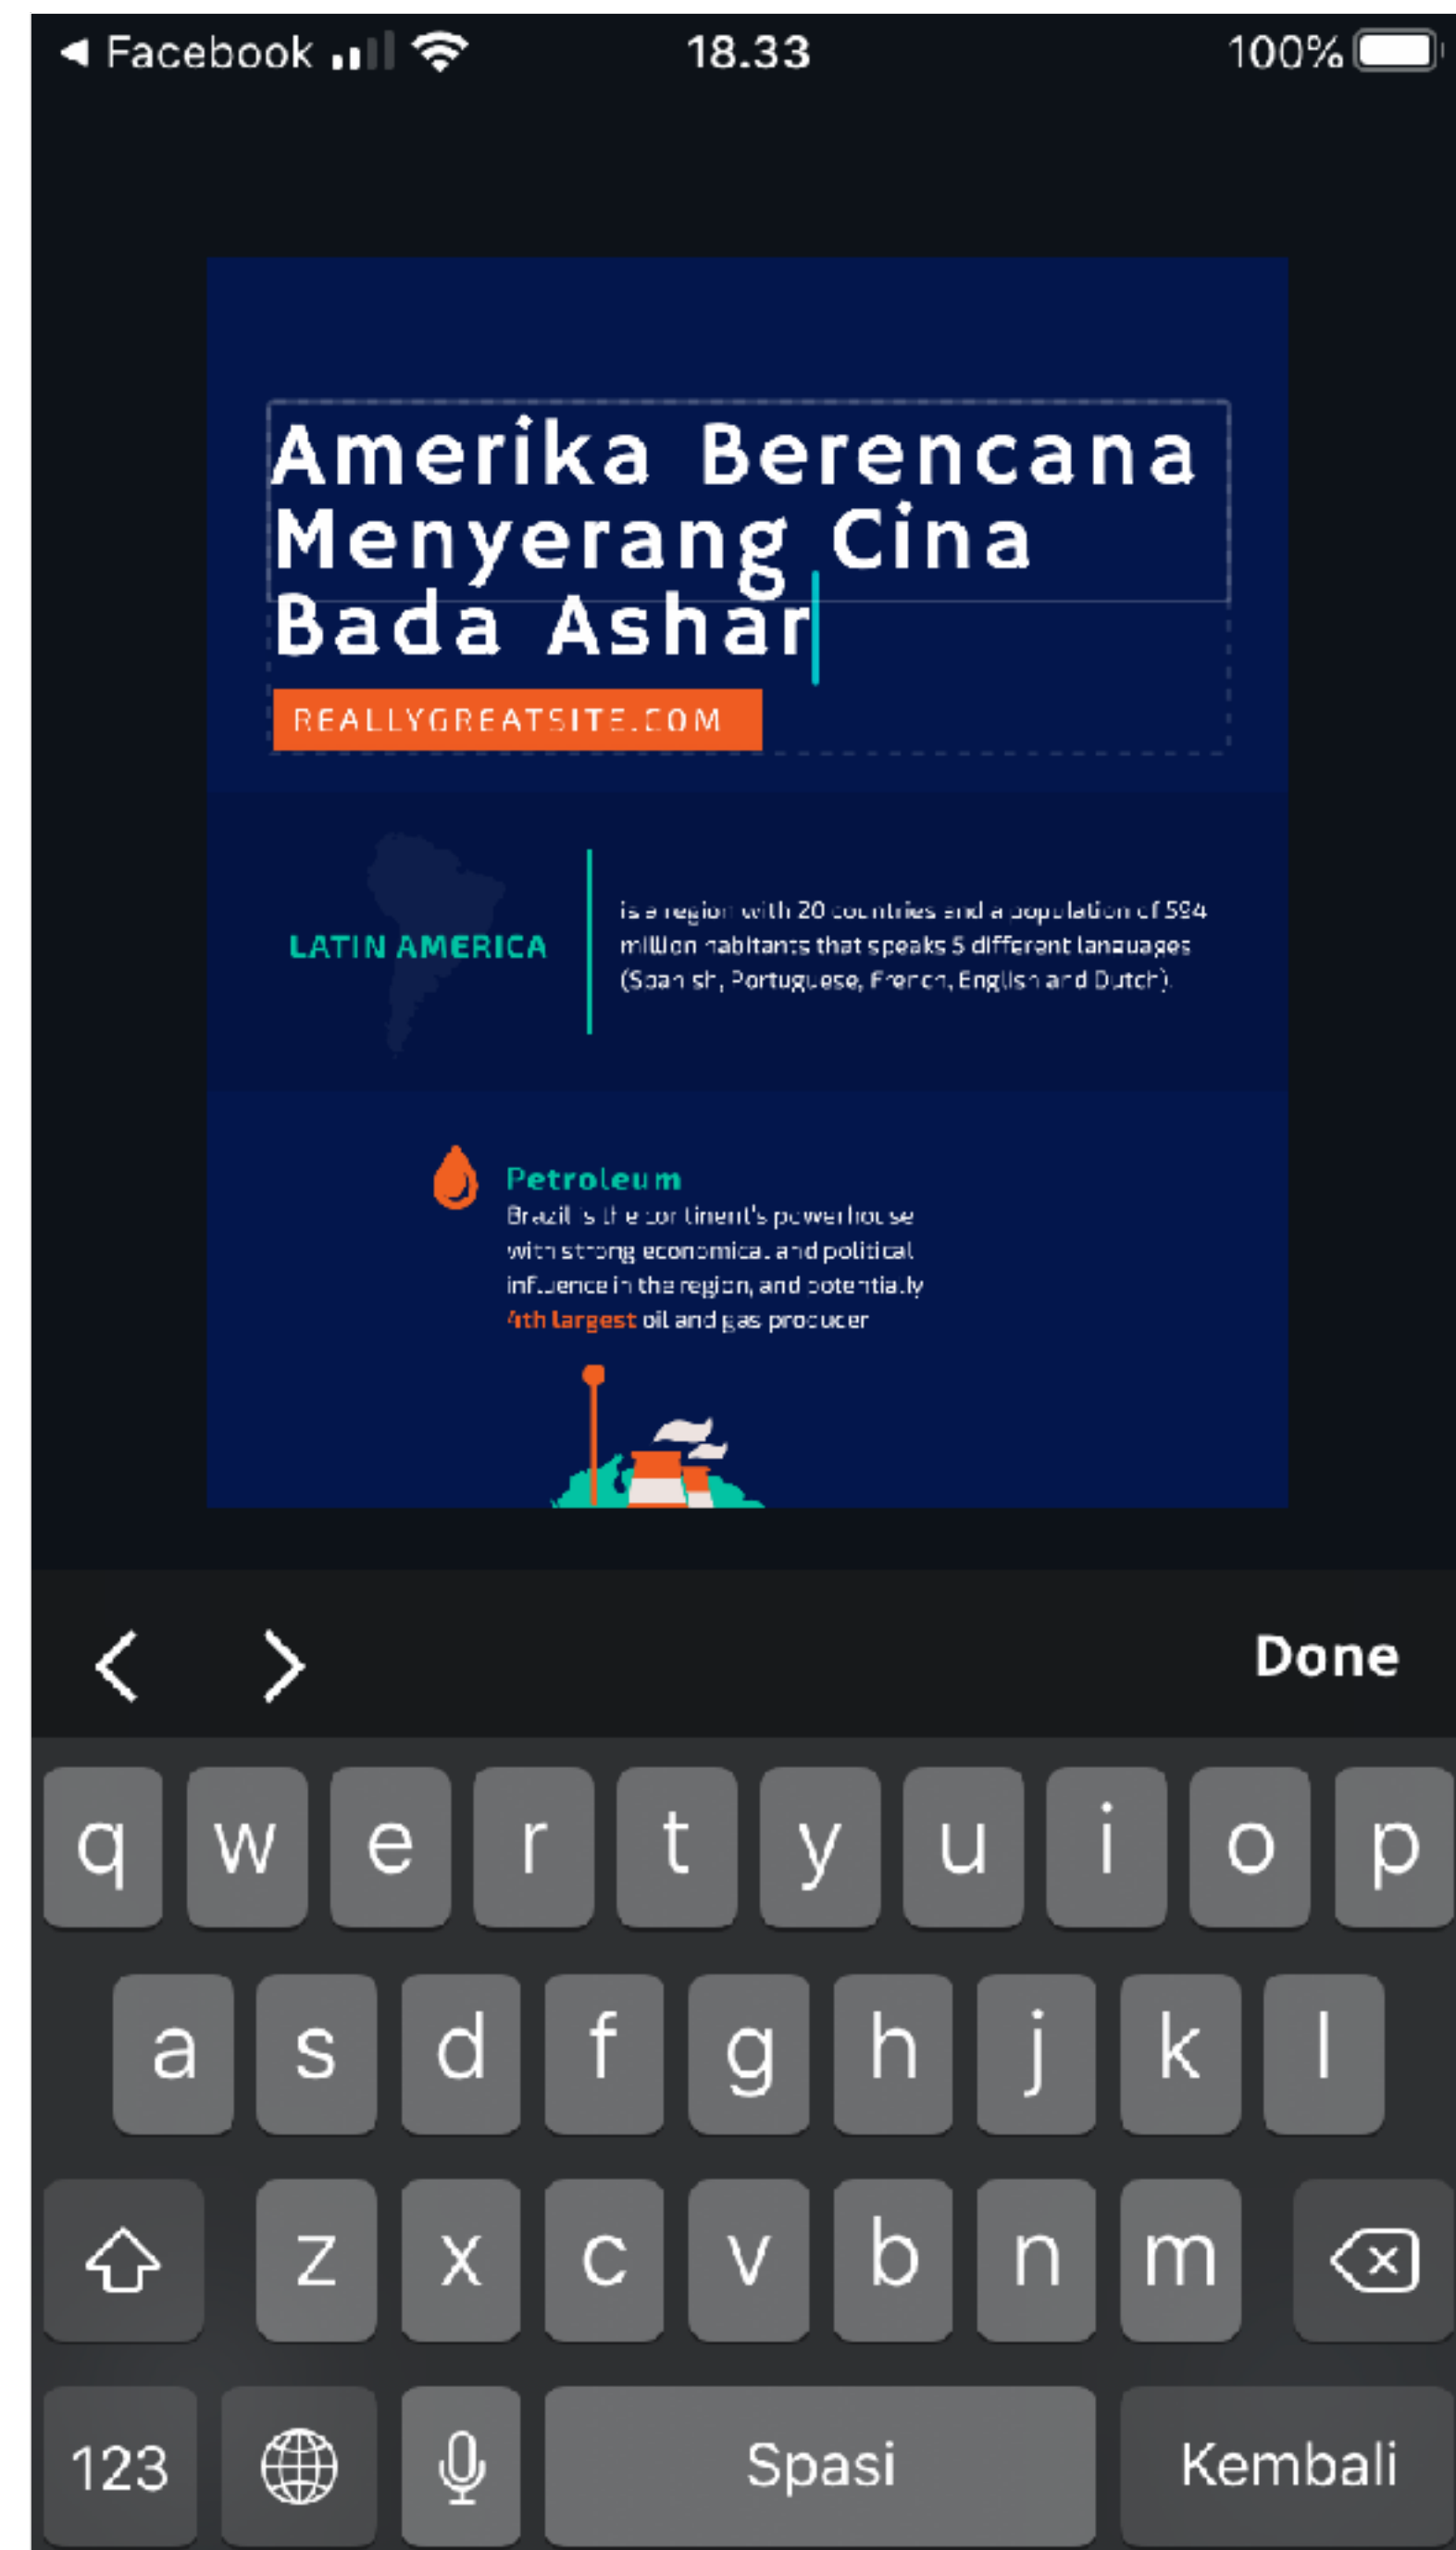 Facebook
18.33
100%
Amerika Berencana
Menyerang Cina
Bada Ashar
REALLYGREATSITE.COM
LATIN AMERICA
is a region with 20 countries and a population of 594
million habitants that speaks 5 different languages
(Spanish, Portuguese, French, English and Dutch).
Petroleum
Brazil is the continent's powerhouse
with strong economical and political
influence in the region, and potentially
4th largest oil and gas producer
Done
q w e r t y u i o p
a s d f g h j k l
z x c v b n m
123 Spasi Kembali